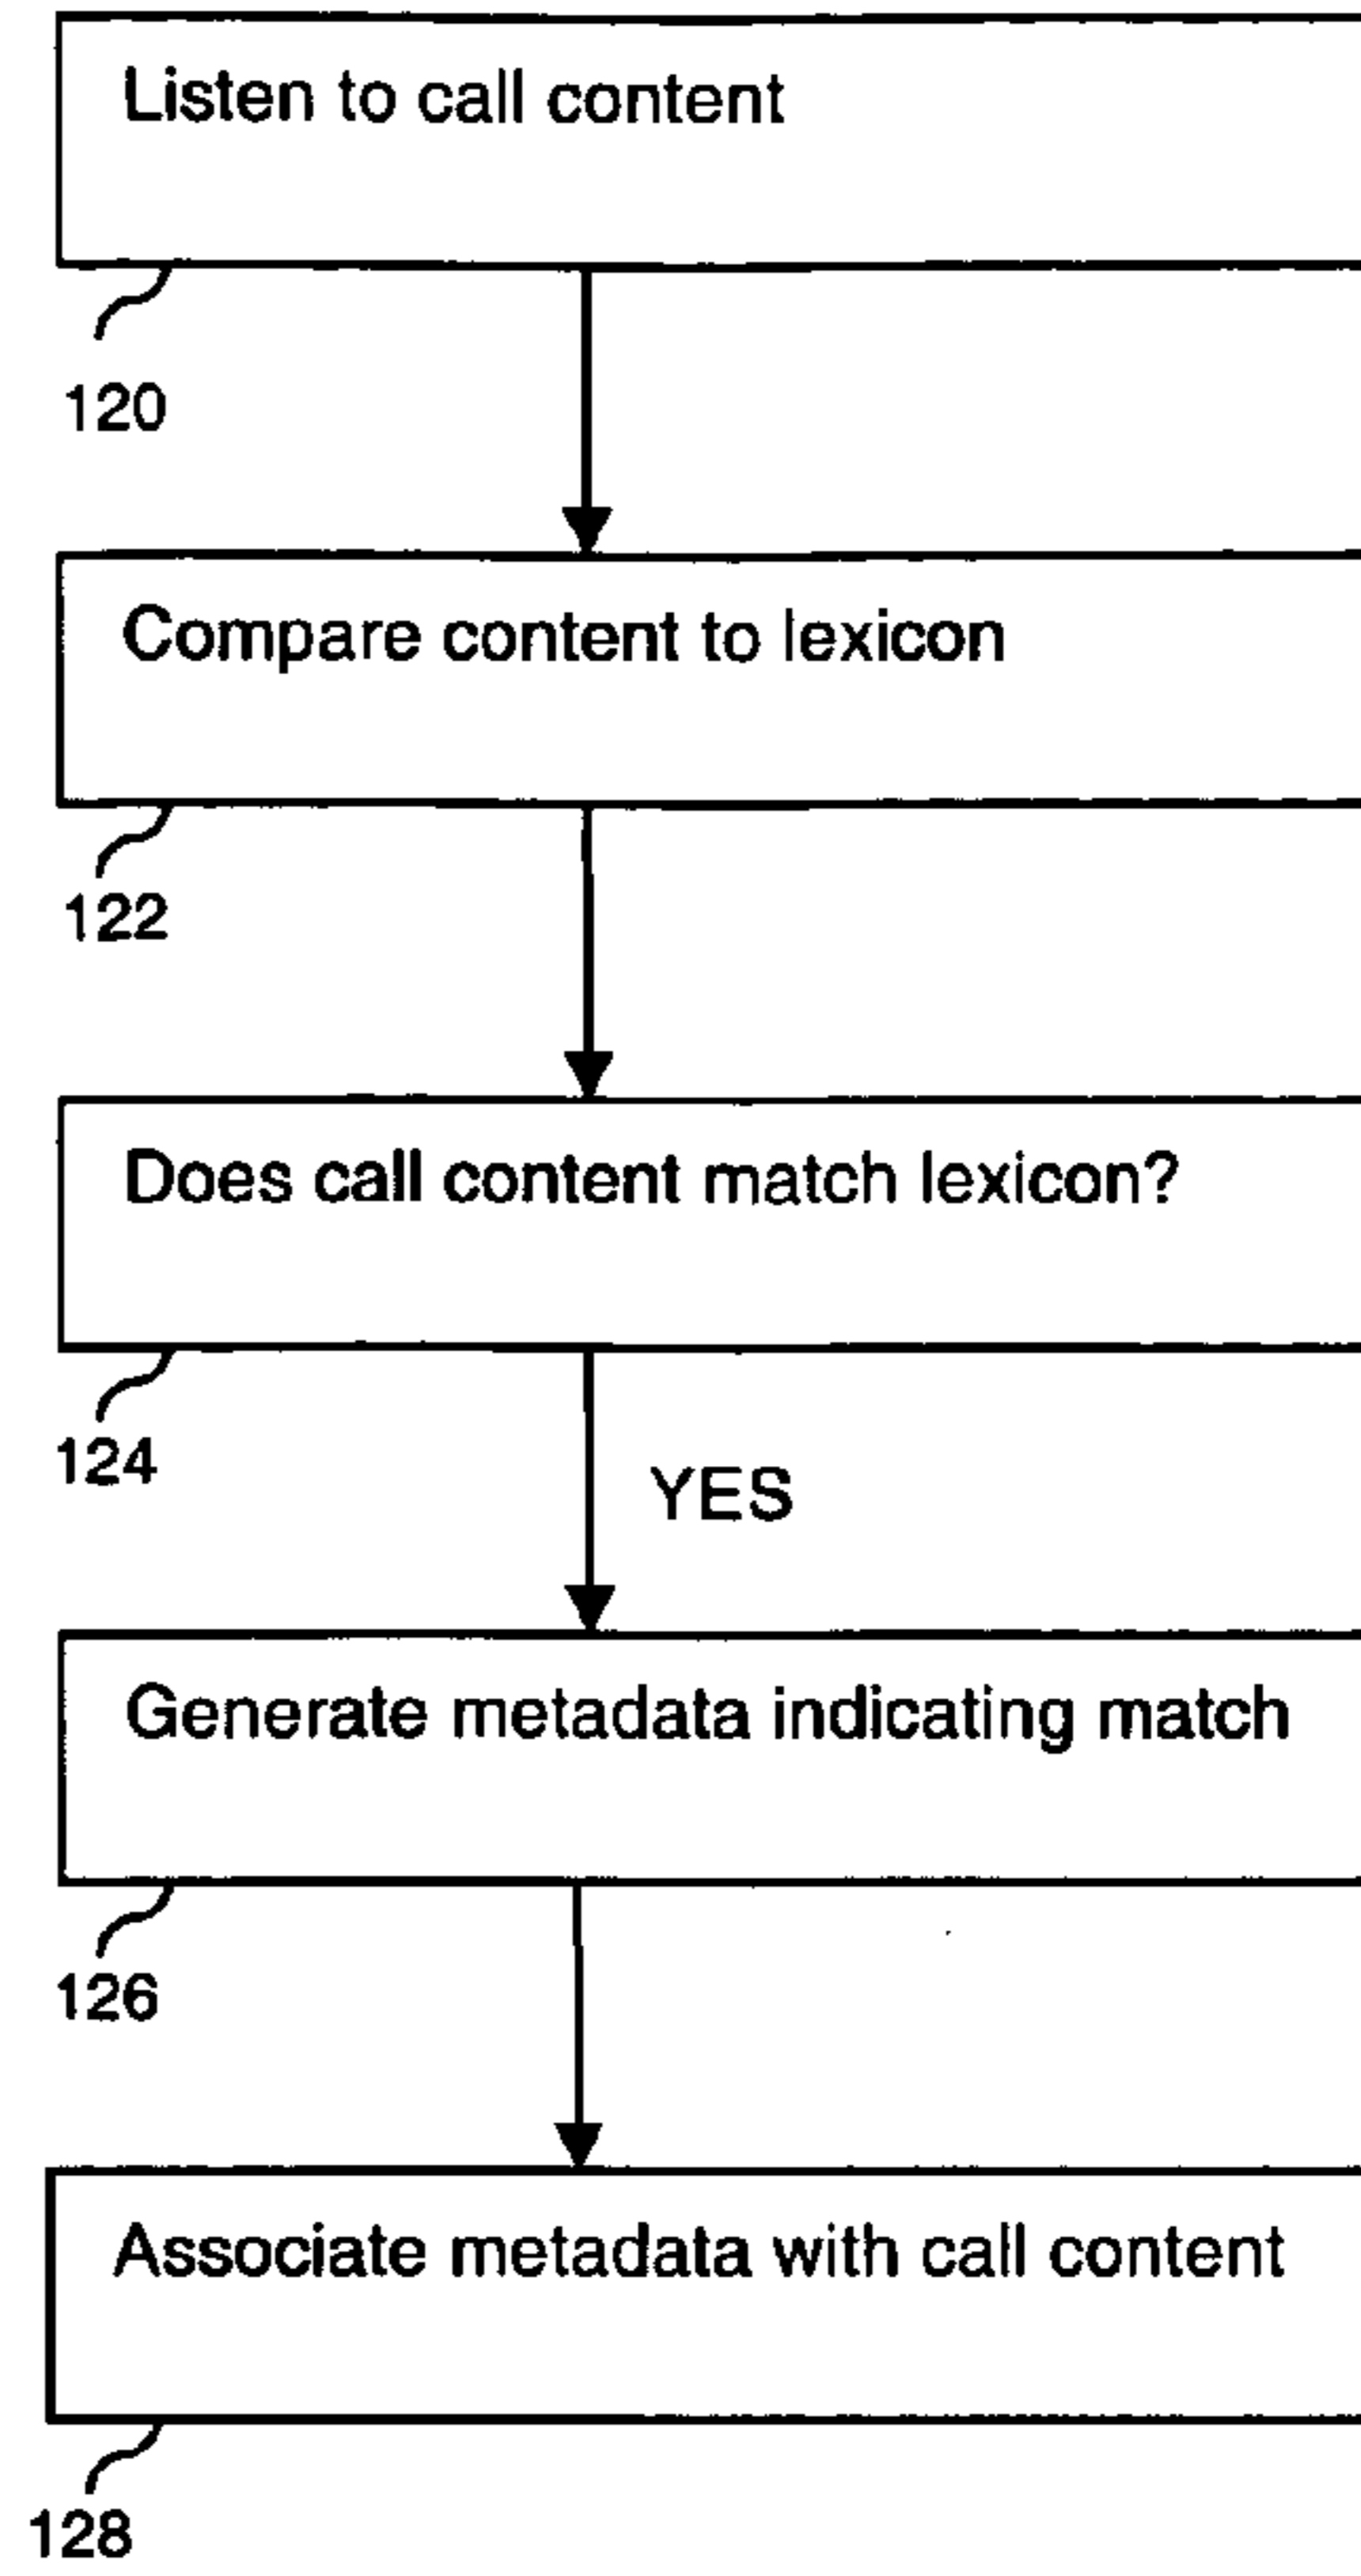 Listen to call content
120
Compare content to lexicon
122
Does call content match lexicon?
124
YES
Generate metadata indicating match
126
Associate metadata with call content
128